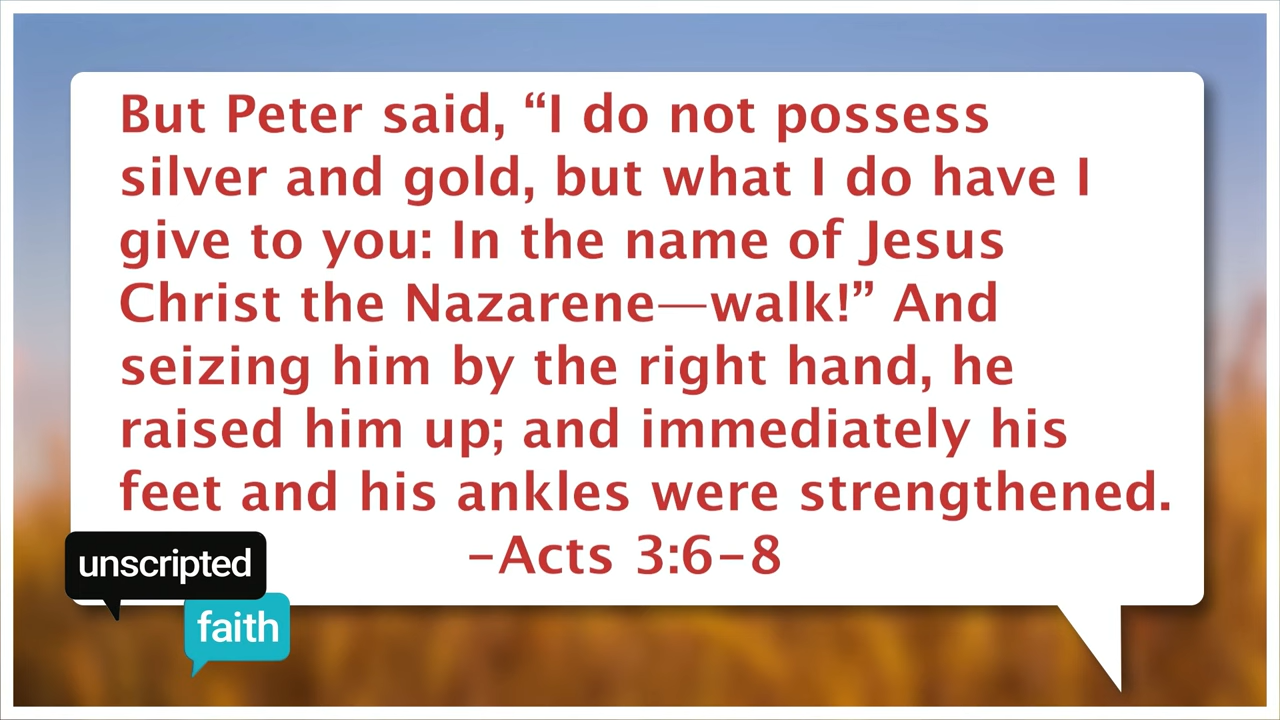 But Peter said, “I do not possess
silver and gold, but what I do have I
give to you: In the name of Jesus
Christ the Nazarene—walk!” And
seizing him by the right hand, he
raised him up; and immediately his
feet and his ankles were strengthened.
–Acts 3:6–8
unscripted
faith